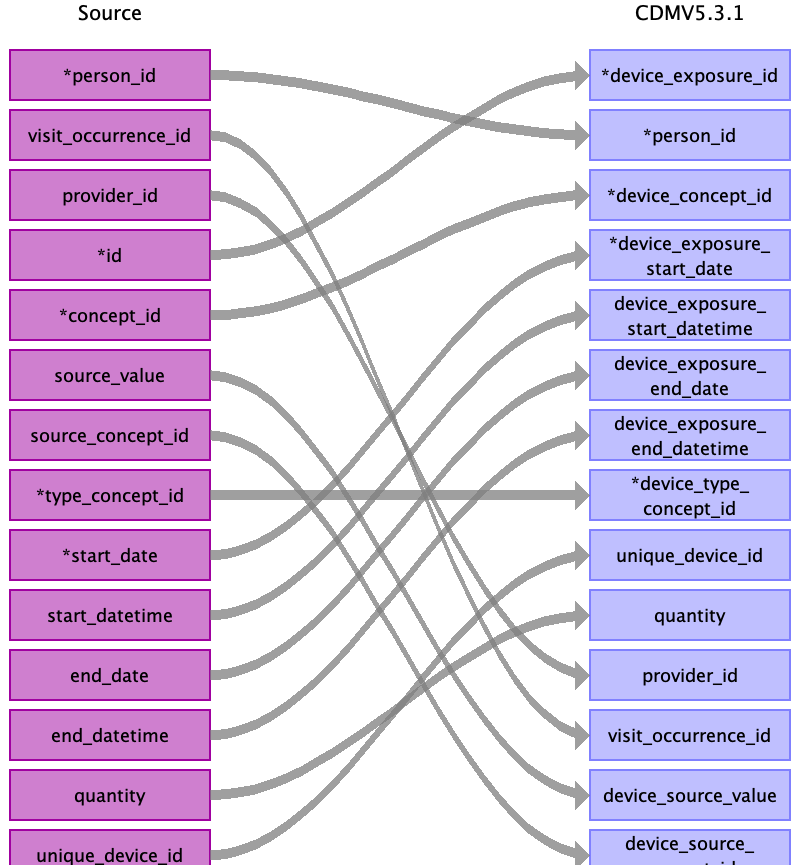 Source
CDMV5.3.1
*person_id
*device_exposure_id
visit_occurrence_id
*person_id
provider_id
*device_concept_id
*id
*device_exposure_
start_date
*concept_id
device_exposure_
start_datetime
source_value
device_exposure_
end_date
source_concept_id
device_exposure_
end_datetime
*type_concept_id
*device_type_
concept_id
*start_date
unique_device_id
start_datetime
quantity
end_date
provider_id
end_datetime
visit_occurrence_id
quantity
device_source_value
unique_device_id
device_source_